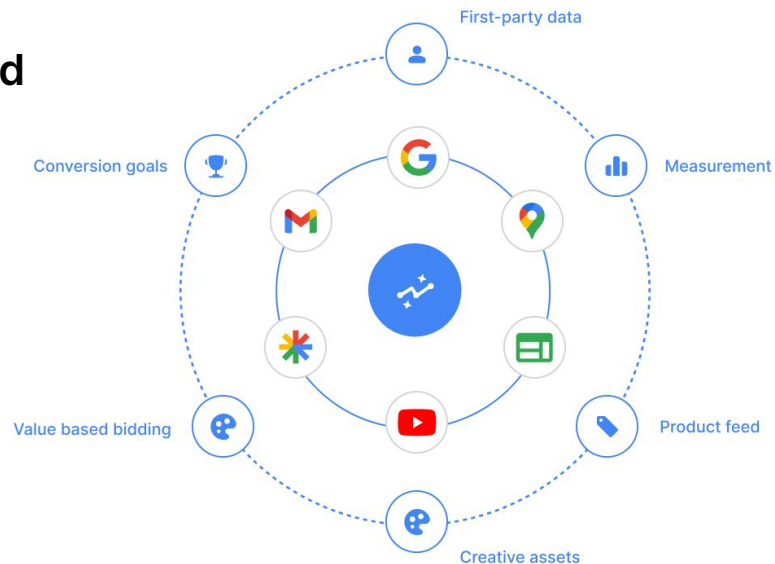 First-party data
d
Conversion goals
Measurement
G
Value based bidding
Product feed
Creative assets